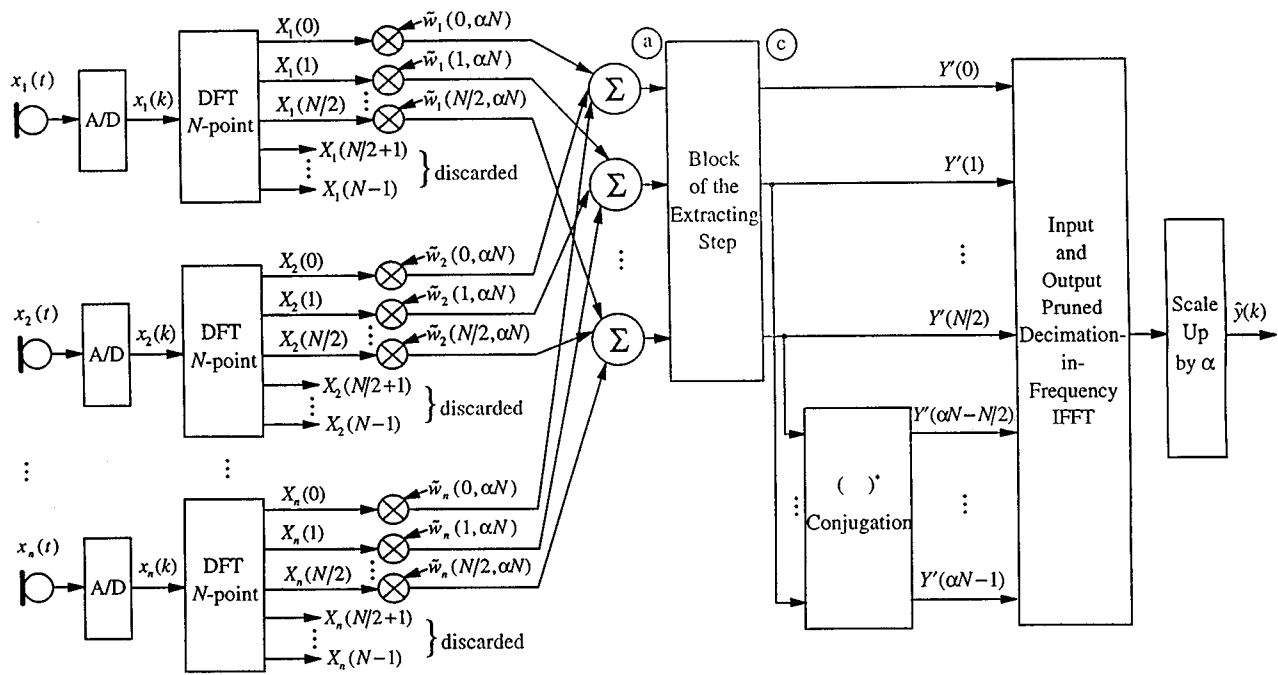 x₁(t)
A/D
x₁(k)
DFT
N-point
X₁(0)
X₁(1)
⋮
X₁(N/2)
X₁(N/2+1)
⋮
X₁(N−1)
} discarded
w̃₁(0, αN)
w̃₁(1, αN)
w̃₁(N/2, αN)
x₂(t)
A/D
x₂(k)
DFT
N-point
X₂(0)
X₂(1)
⋮
X₂(N/2)
X₂(N/2+1)
⋮
X₂(N−1)
} discarded
w̃₂(0, αN)
w̃₂(1, αN)
w̃₂(N/2, αN)
⋯
⋮
xₙ(t)
A/D
xₙ(k)
DFT
N-point
Xₙ(0)
Xₙ(1)
⋮
Xₙ(N/2)
Xₙ(N/2+1)
⋮
Xₙ(N−1)
} discarded
w̃ₙ(0, αN)
w̃ₙ(1, αN)
w̃ₙ(N/2, αN)
Σ
Σ
⋮
Σ
a
c
Block
of the
Extracting
Step
Y′(0)
Y′(1)
⋮
Y′(N/2)
Y′(αN−N/2)
⋮
Y′(αN−1)
⋮
( )*
Conjugation
Input
and
Output
Pruned
Decimation-
in-
Frequency
IFFT
Scale
Up
by α
ŷ(k)